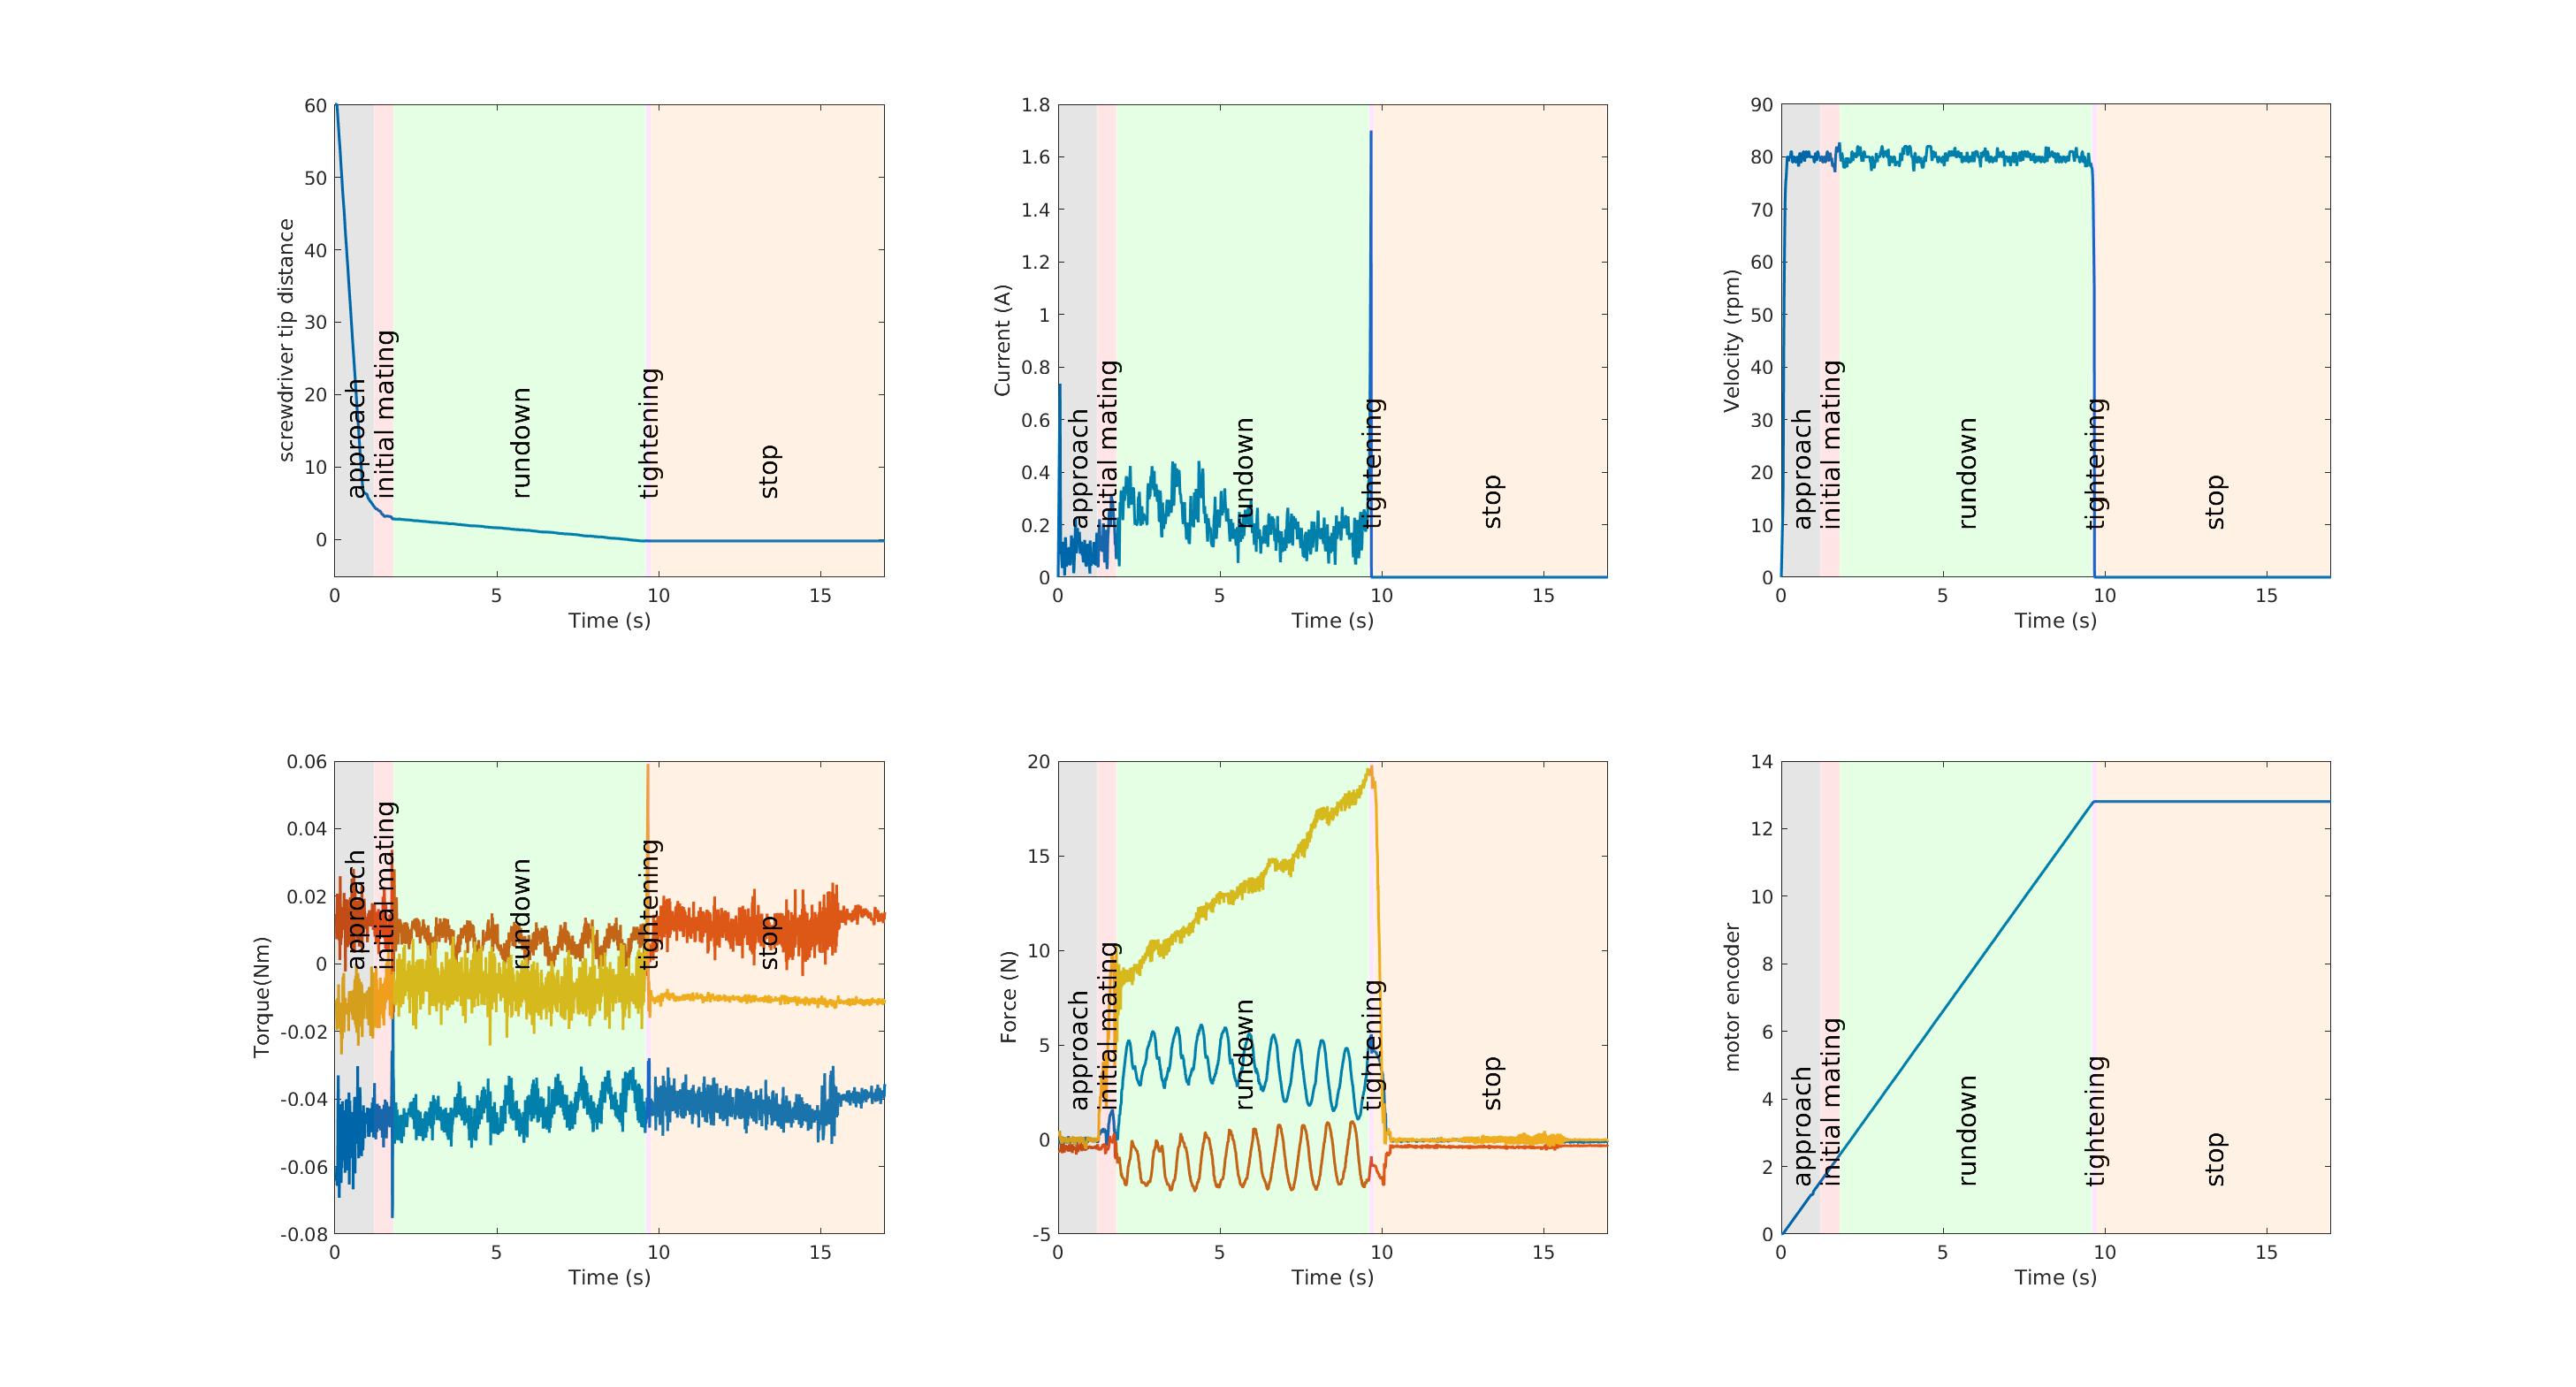 60
50
40
30
20
10
0
screwdriver tip distance
approach
initial mating
rundown
tightening
stop
0 5 10 15
Time (s)
1.8
1.6
1.4
1.2
1
0.8
0.6
0.4
0.2
0
Current (A)
approach
initial mating
rundown
tightening
stop
0 5 10 15
Time (s)
90
80
70
60
50
40
30
20
10
0
Velocity (rpm)
approach
initial mating
rundown
tightening
stop
0 5 10 15
Time (s)
0.06
0.04
0.02
0
-0.02
-0.04
-0.06
-0.08
Torque(Nm)
approach
initial mating
rundown
tightening
stop
0 5 10 15
Time (s)
20
15
10
5
0
-5
Force (N)
approach
initial mating
rundown
tightening
stop
0 5 10 15
Time (s)
14
12
10
8
6
4
2
0
motor encoder
approach
initial mating
rundown
tightening
stop
0 5 10 15
Time (s)